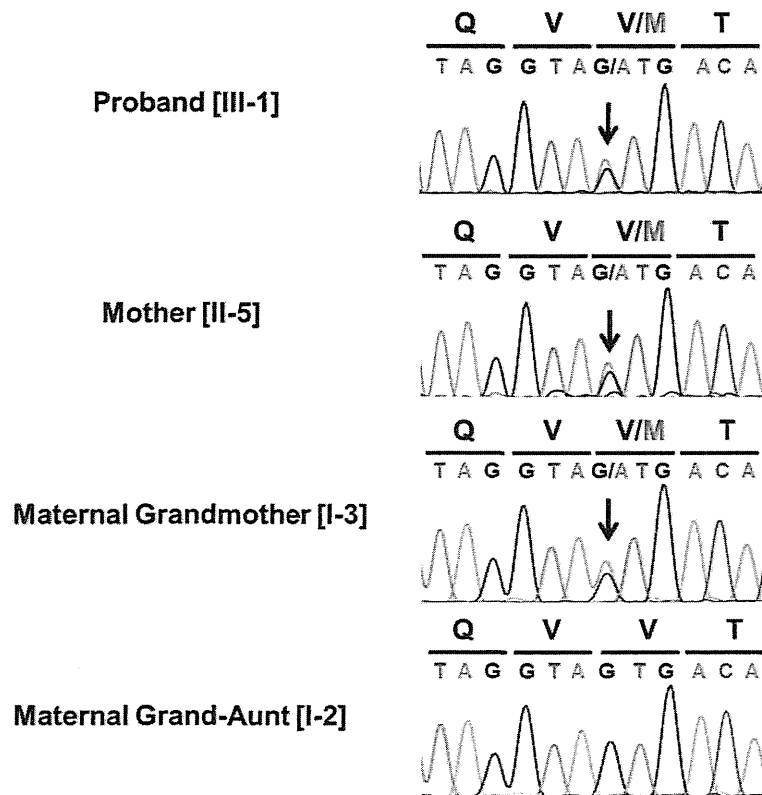 Q V V/M T
T A G G T A G/A T G A C A
Proband [III-1]
Q V V/M T
T A G G T A G/A T G A C A
Mother [II-5]
Q V V/M T
T A G G T A G/A T G A C A
Maternal Grandmother [I-3]
Q V V T
T A G G T A G T G A C A
Maternal Grand-Aunt [I-2]